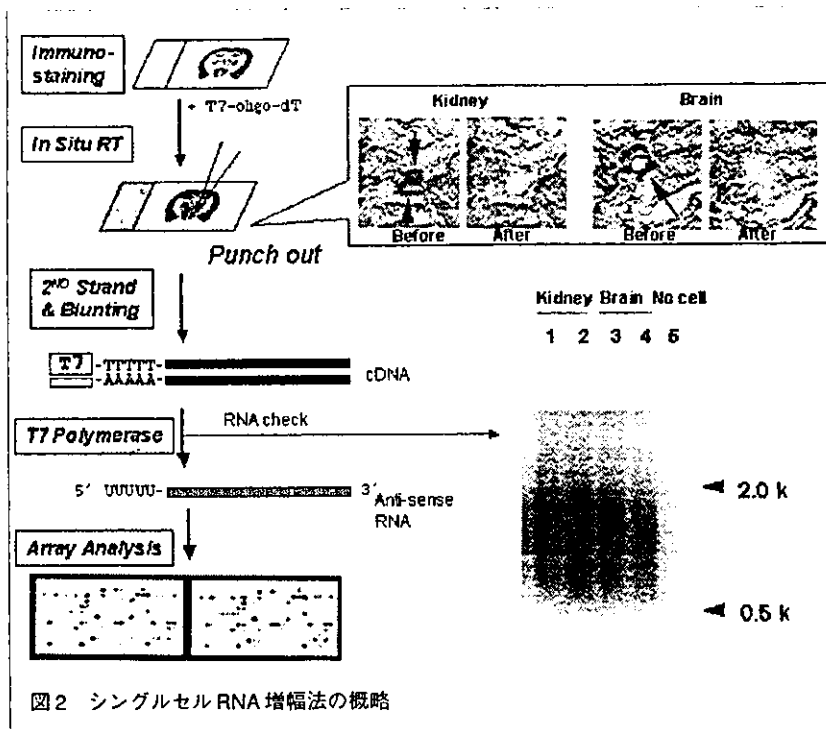 Immuno-
staining
+ T7-oligo-dT
In Situ RT
Punch out
Kidney
Brain
Before
After
Before
After
2ND Strand
& Blunting
T7
-TTTTT-
-AAAAA-
cDNA
T7 Polymerase
RNA check
5´ UUUUU-
3´
Anti-sense
RNA
Array Analysis
Kidney Brain No cell
1 2 3 4 5
2.0 k
0.5 k
図2 シングルセルRNA増幅法の概略